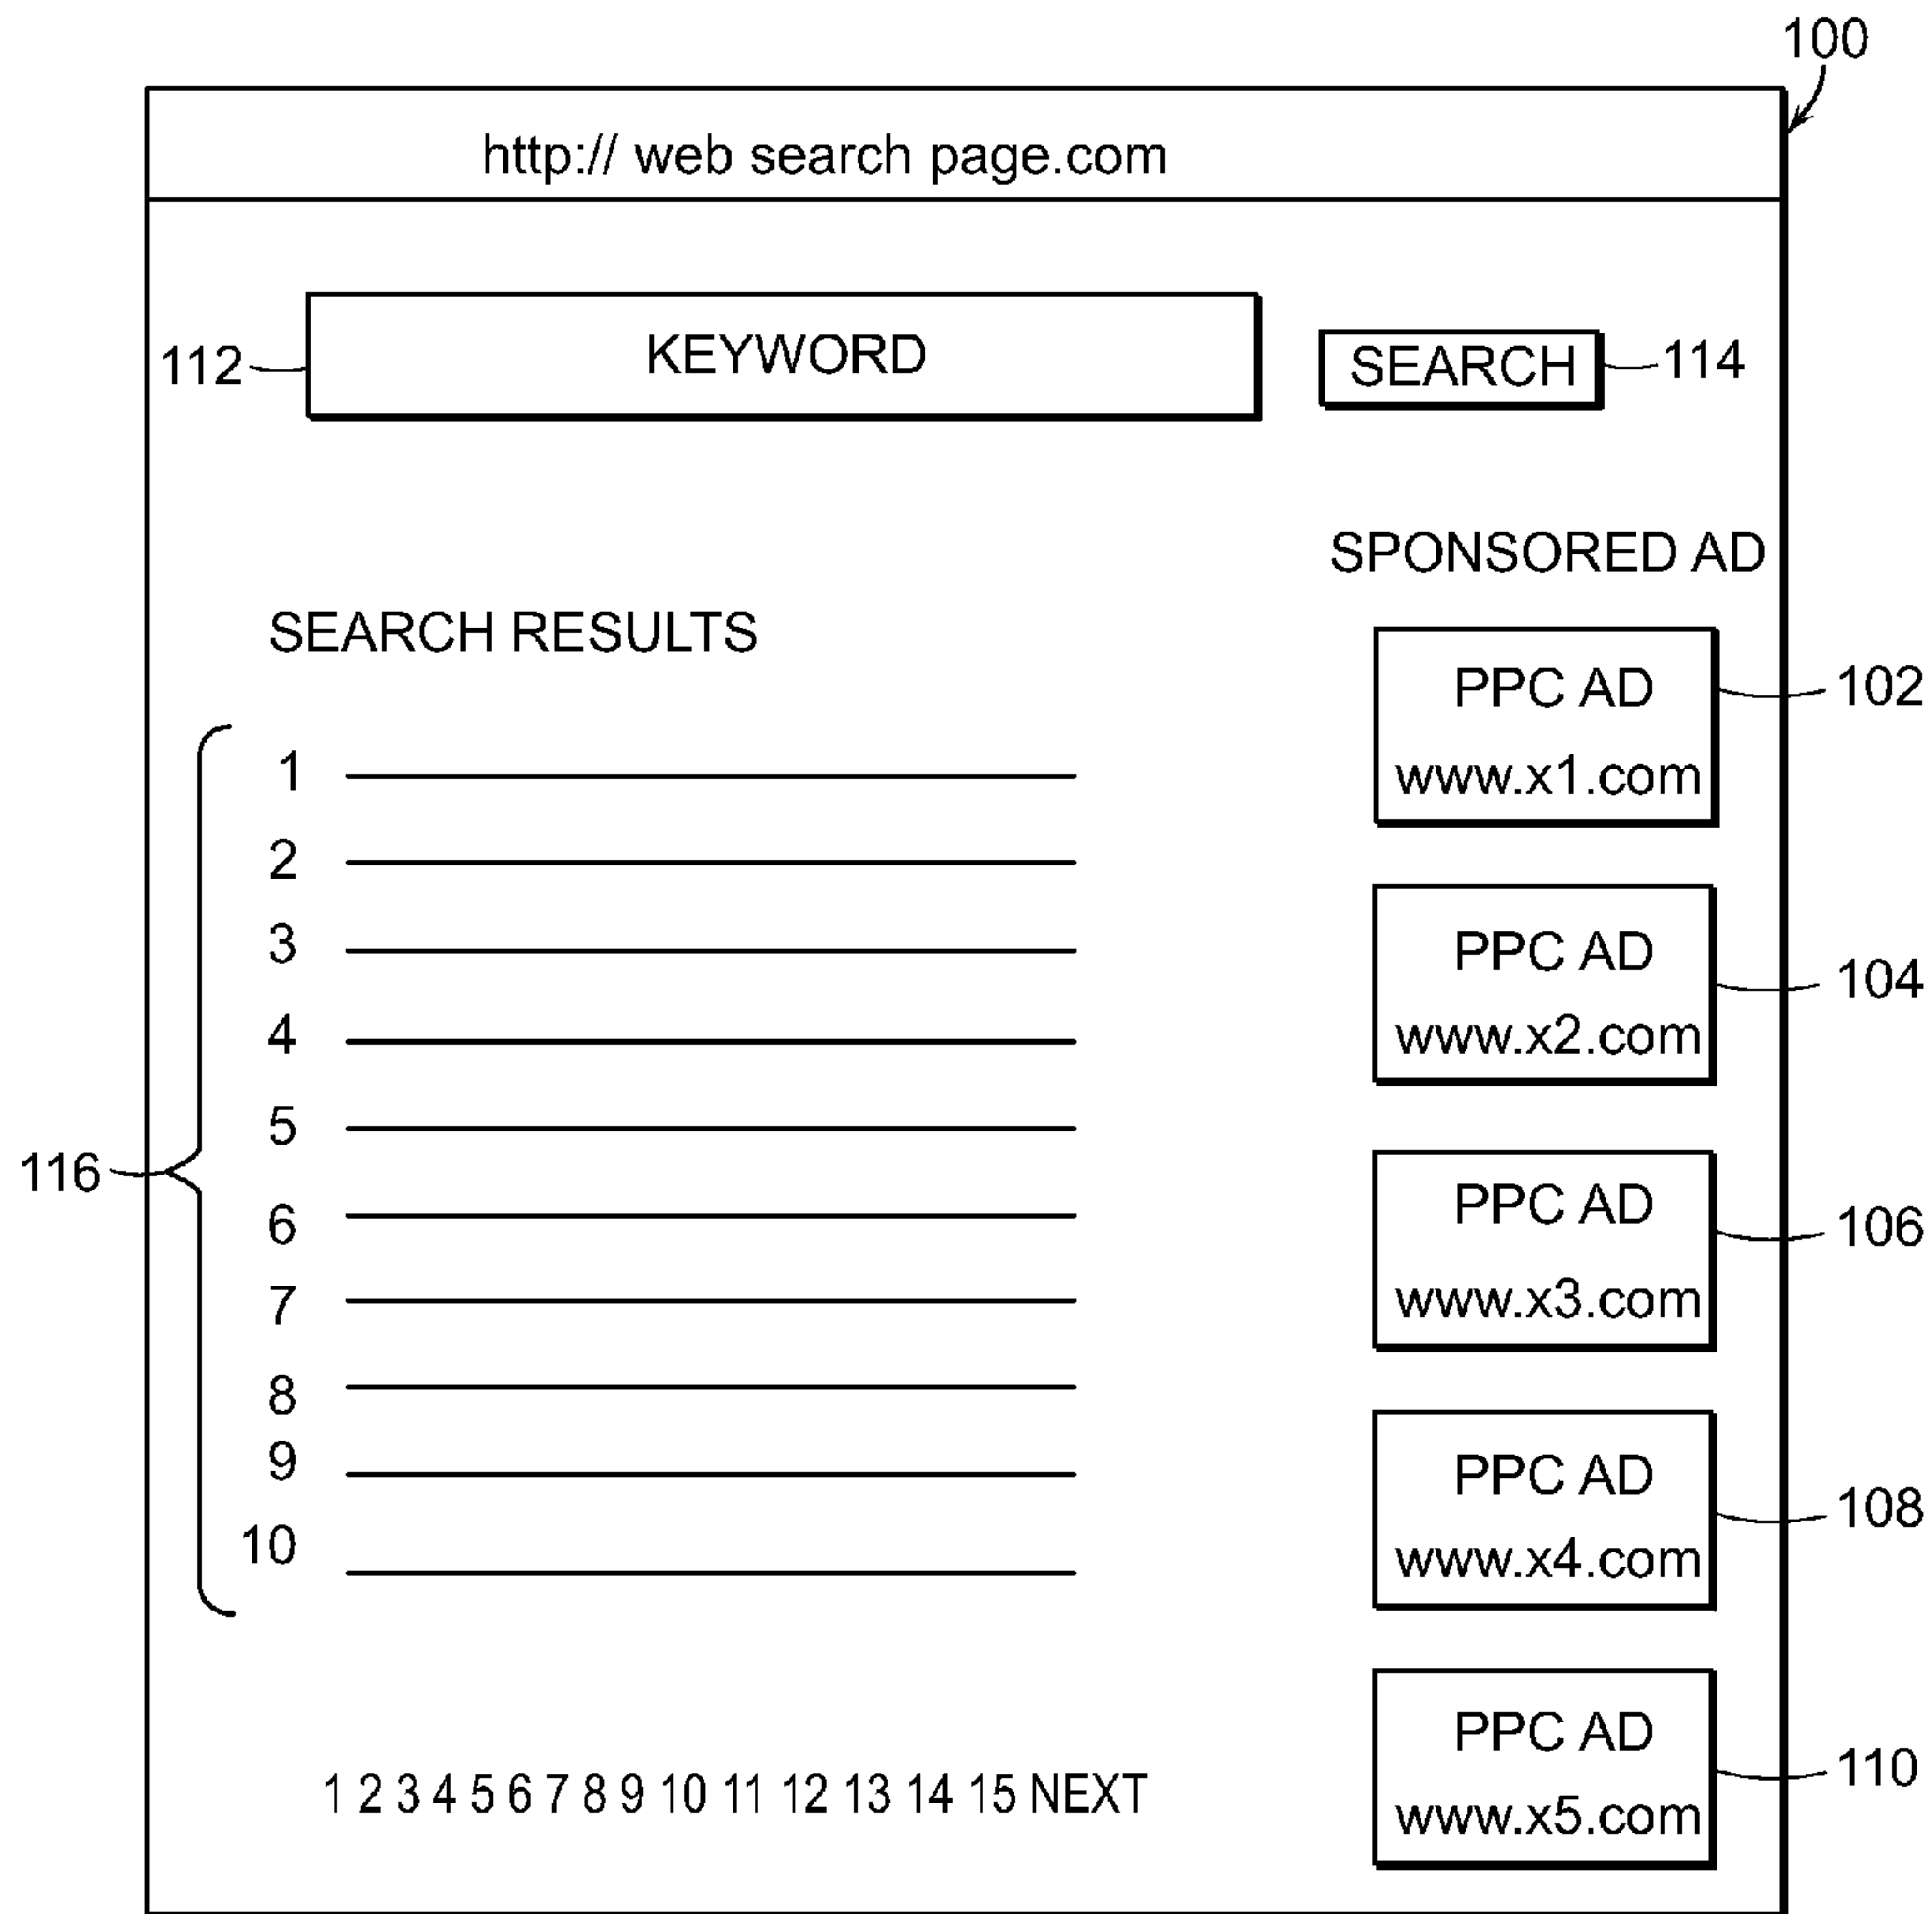 100
http:// web search page.com
112
KEYWORD
SEARCH
114
SPONSORED AD
SEARCH RESULTS
116
1
2
3
4
5
6
7
8
9
10
PPC AD
www.x1.com
102
PPC AD
www.x2.com
104
PPC AD
www.x3.com
106
PPC AD
www.x4.com
108
PPC AD
www.x5.com
110
1 2 3 4 5 6 7 8 9 10 11 12 13 14 15 NEXT